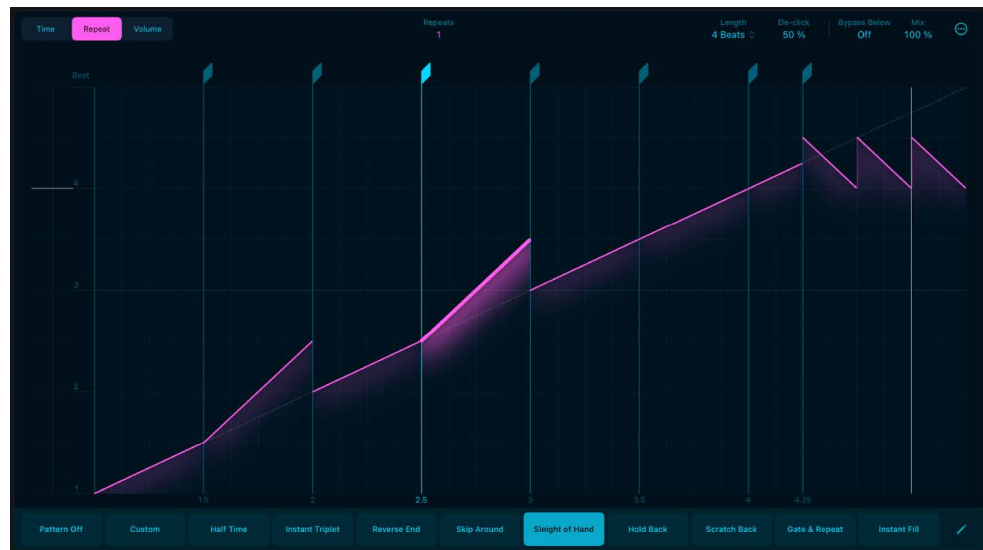 Time Repeat Volume
Repeats
1
Length De-click Bypass Below Mix
4 Beats 50 % Off 100 %
Beat
4
3
2
1
1.5 2 2.5 3 3.5 4 4.25
Pattern Off Custom Half Time Instant Triplet Reverse End Skip Around Sleight of Hand Hold Back Scratch Back Gate & Repeat Instant Fill